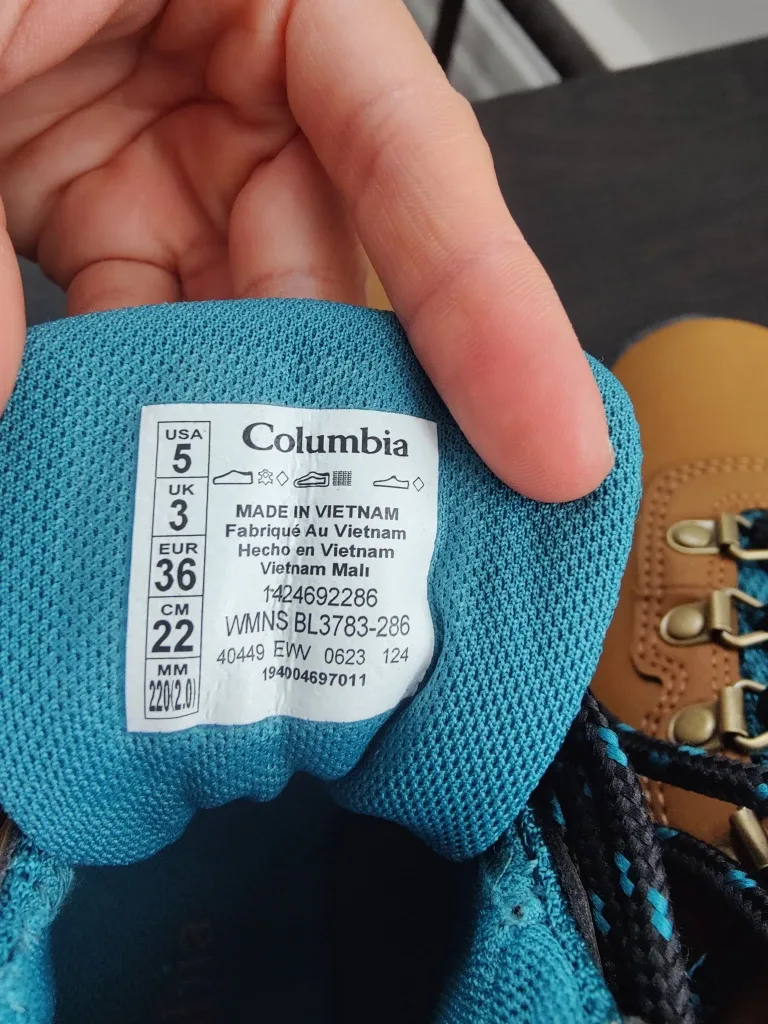 USA
5
UK
3
EUR
36
CM
22
MM
220(2.0)
Columbia
MADE IN VIETNAM
Fabriqué Au Vietnam
Hecho en Vietnam
Vietnam Malı
1424692286
WMNS BL3783-286
40449 EVW 0623 124
194004697011